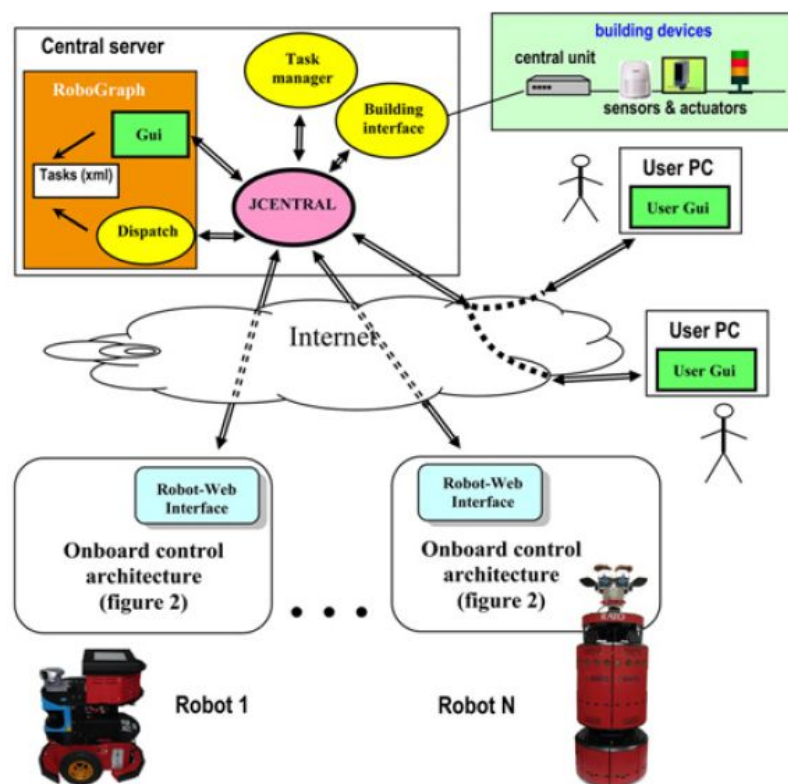 building devices
Central server
central unit
sensors & actuators
Task
manager
Building
interface
RoboGraph
Gui
Tasks (xml)
Dispatch
JCENTRAL
User PC
User Gui
Internet
User PC
User Gui
Robot-Web
Interface
Onboard control
architecture
(figure 2)
Robot-Web
Interface
Onboard control
architecture
(figure 2)
• • •
Robot 1
Robot N